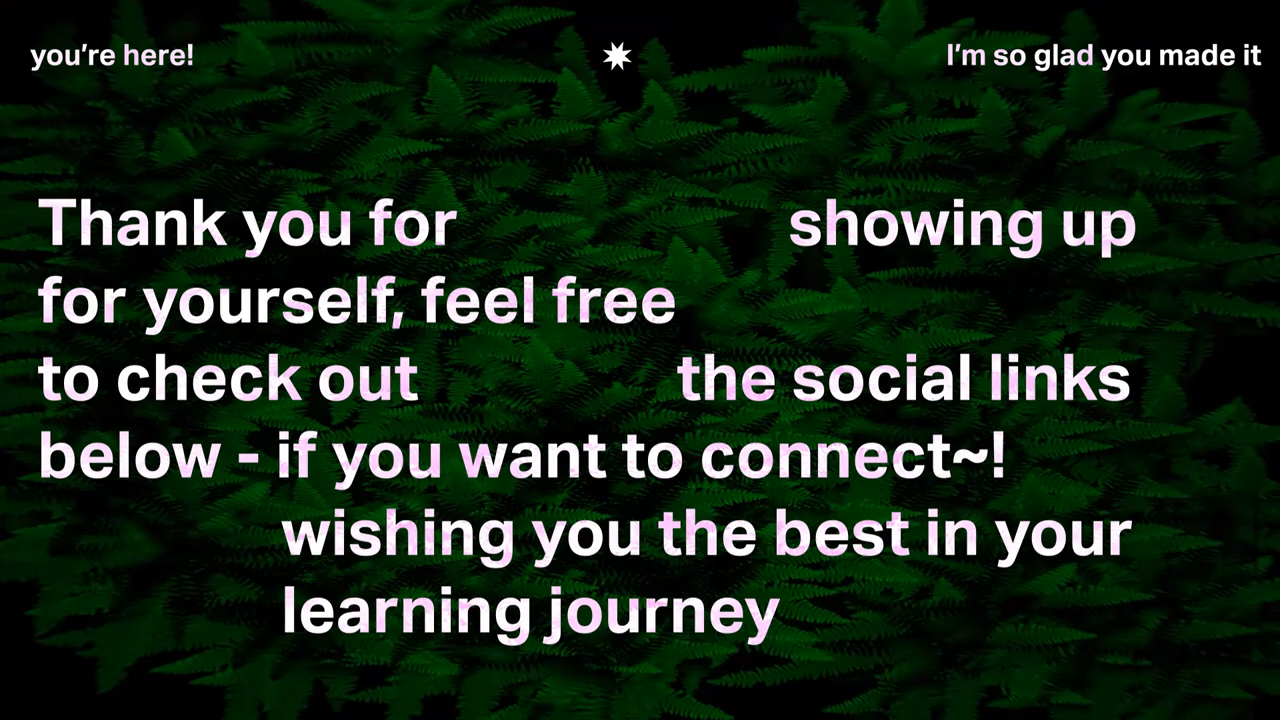 you're here!
I'm so glad you made it
Thank you for showing up
for yourself, feel free
to check out the social links
below - if you want to connect~!
wishing you the best in your
learning journey